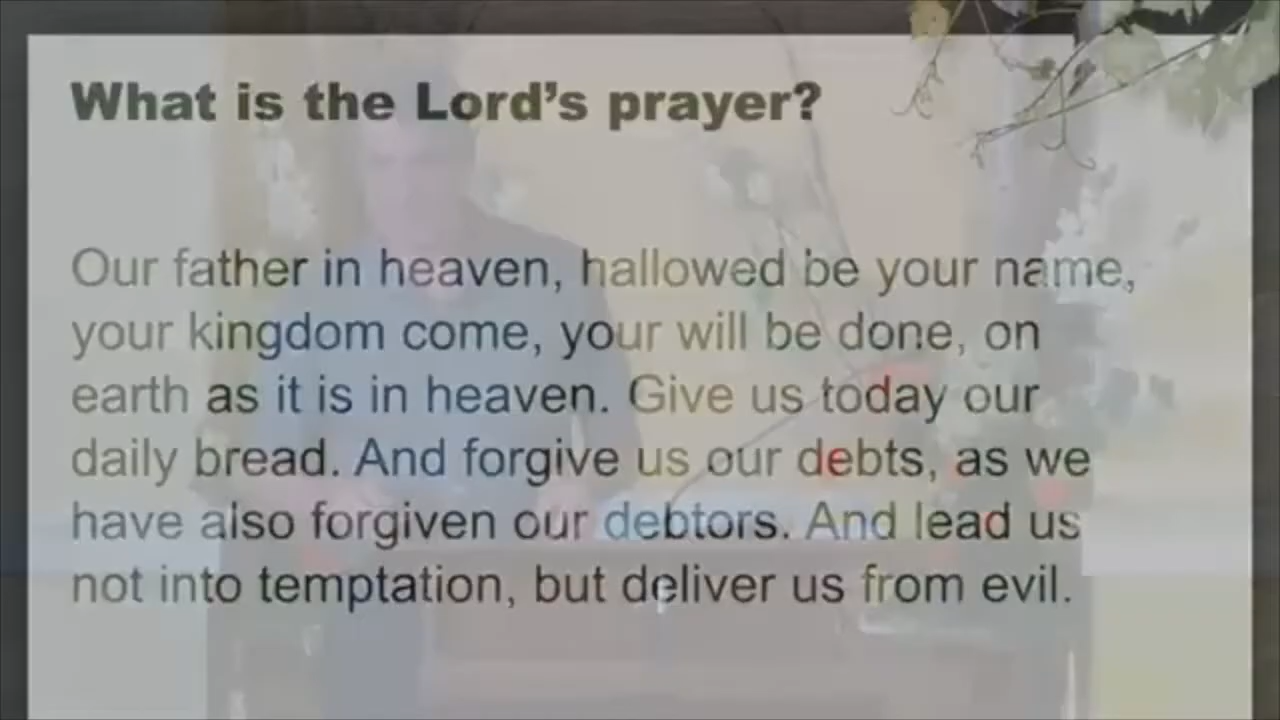 What is the Lord’s prayer?
Our father in heaven, hallowed be your name,
your kingdom come, your will be done, on
earth as it is in heaven. Give us today our
daily bread. And forgive us our debts, as we
have also forgiven our debtors. And lead us
not into temptation, but deliver us from evil.